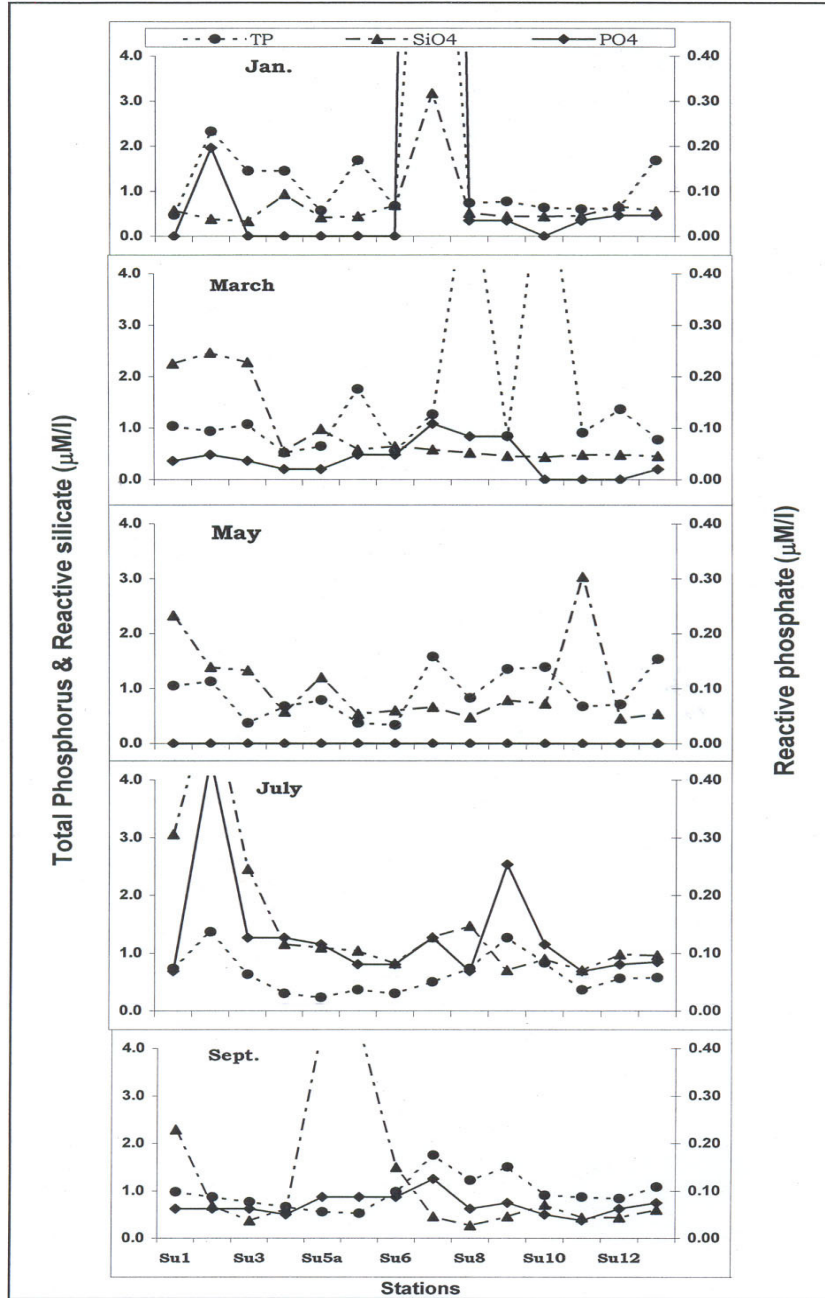 TP SiO4 PO4
Jan.
4.0 0.40
3.0 0.30
2.0 0.20
1.0 0.10
0.0 0.00
March
4.0 0.40
3.0 0.30
2.0 0.20
1.0 0.10
0.0 0.00
May
4.0 0.40
3.0 0.30
2.0 0.20
1.0 0.10
0.0 0.00
July
4.0 0.40
3.0 0.30
2.0 0.20
1.0 0.10
0.0 0.00
Sept.
4.0 0.40
3.0 0.30
2.0 0.20
1.0 0.10
0.0 0.00
Su1 Su3 Su5a Su6 Su8 Su10 Su12
Stations
Total Phosphorus & Reactive silicate (µM/l)
Reactive phosphate (µM/l)